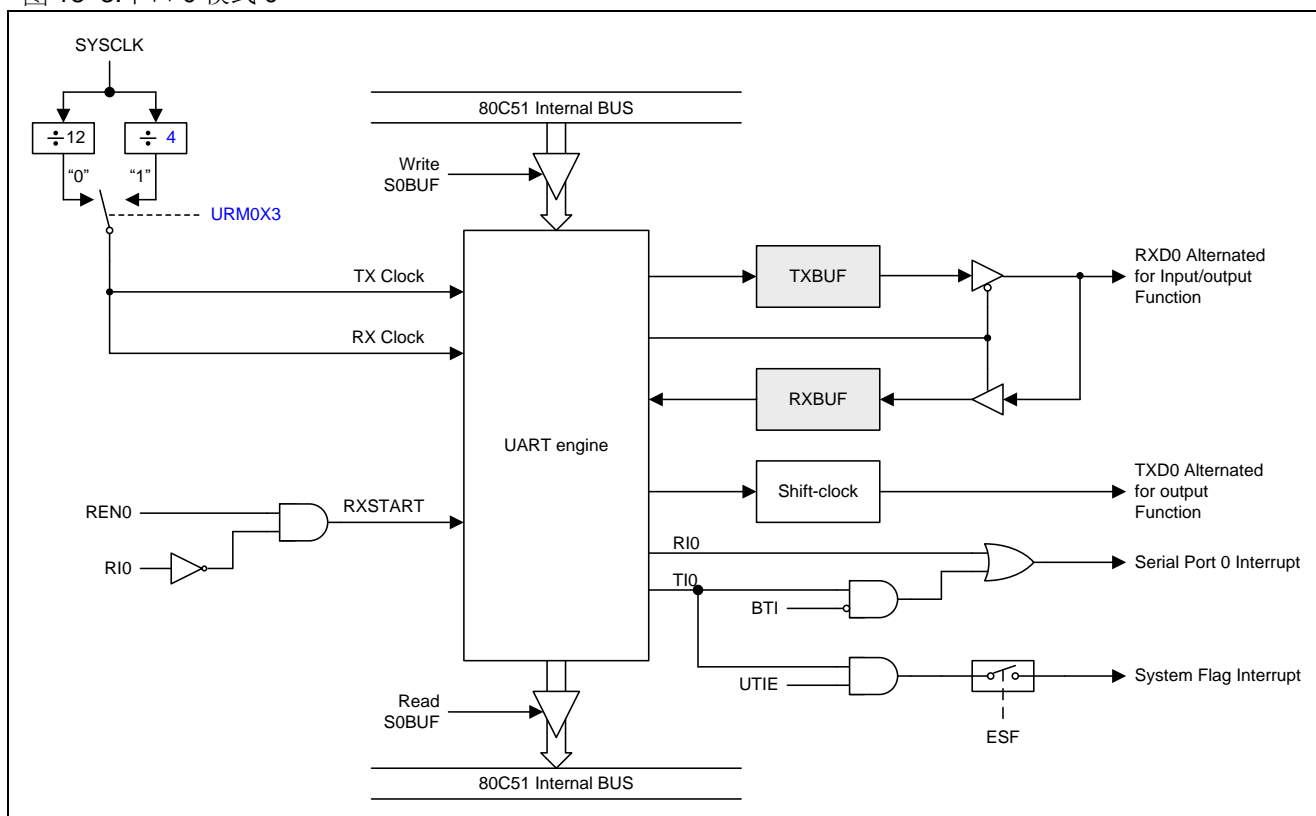 SYSCLK
÷12
÷ 4
“0”
“1”
URM0X3
80C51 Internal BUS
Write
S0BUF
TX Clock
RX Clock
UART engine
TXBUF
RXBUF
Shift-clock
RXD0 Alternated
for Input/output
Function
TXD0 Alternated
for output
Function
REN0
RI0
RXSTART
RI0
TI0
BTI
UTIE
Serial Port 0 Interrupt
System Flag Interrupt
ESF
Read
S0BUF
80C51 Internal BUS